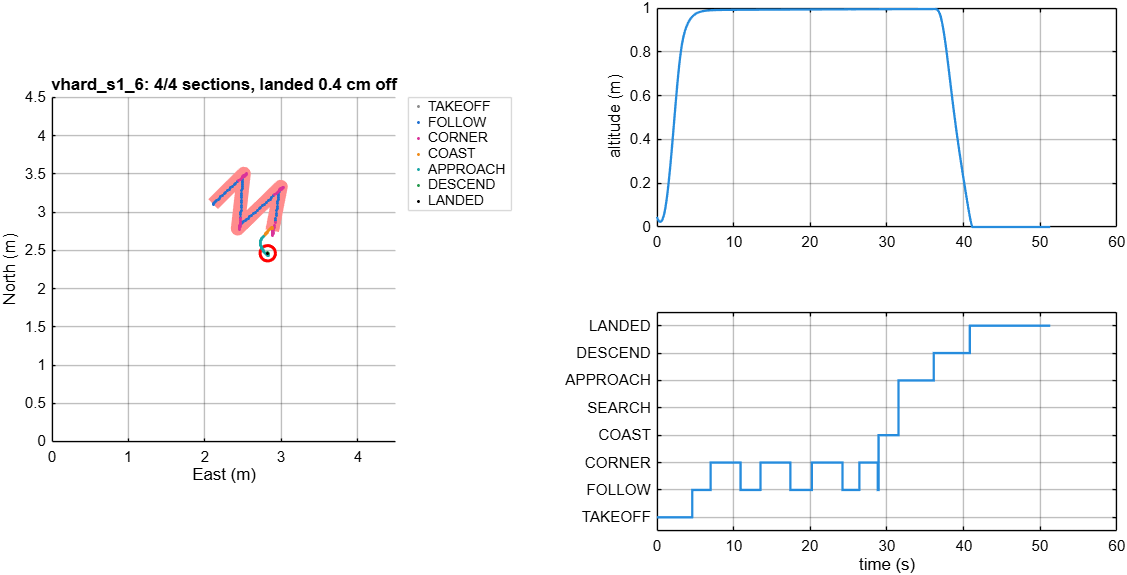 vhard_s1_6: 4/4 sections, landed 0.4 cm off
4.5
4
3.5
3
2.5
2
1.5
1
0.5
0
North (m)
0 1 2 3 4
East (m)
TAKEOFF
FOLLOW
CORNER
COAST
APPROACH
DESCEND
LANDED
1
0.8
0.6
0.4
0.2
0
altitude (m)
0 10 20 30 40 50 60
LANDED
DESCEND
APPROACH
SEARCH
COAST
CORNER
FOLLOW
TAKEOFF
0 10 20 30 40 50 60
time (s)